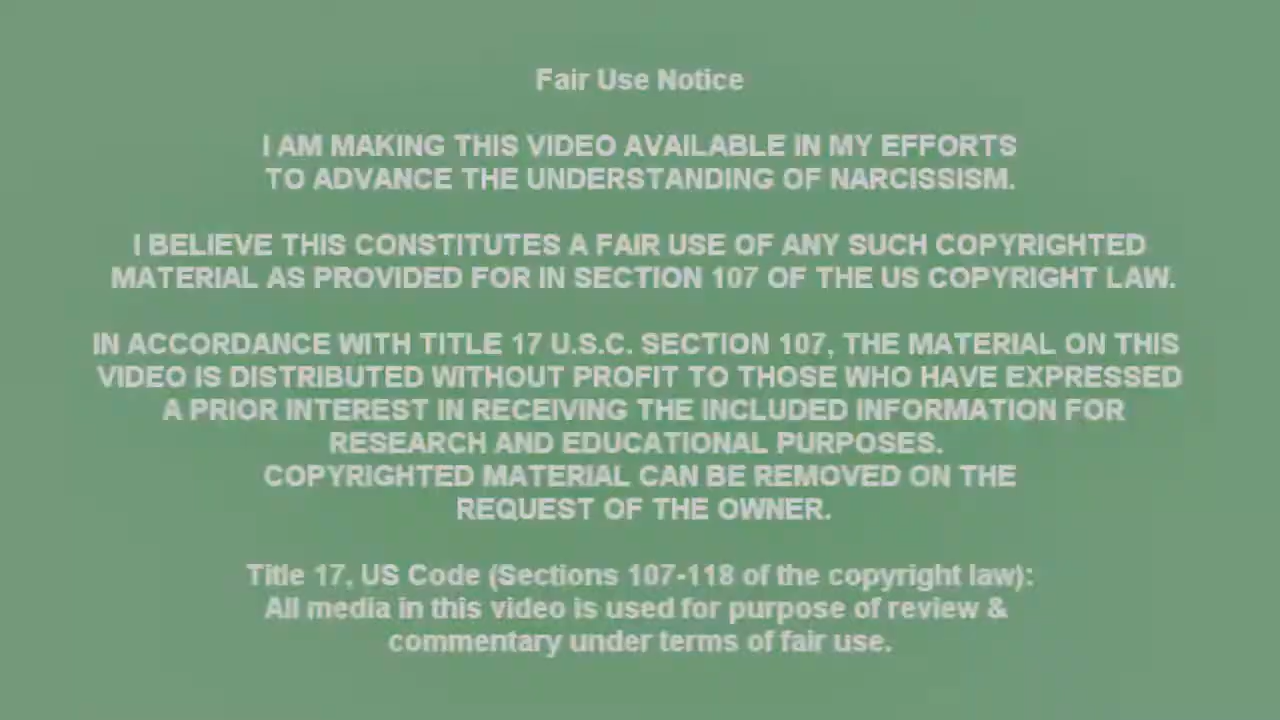 Fair Use Notice
I AM MAKING THIS VIDEO AVAILABLE IN MY EFFORTS
TO ADVANCE THE UNDERSTANDING OF NARCISSISM.
I BELIEVE THIS CONSTITUTES A FAIR USE OF ANY SUCH COPYRIGHTED
MATERIAL AS PROVIDED FOR IN SECTION 107 OF THE US COPYRIGHT LAW.
IN ACCORDANCE WITH TITLE 17 U.S.C. SECTION 107, THE MATERIAL ON THIS
VIDEO IS DISTRIBUTED WITHOUT PROFIT TO THOSE WHO HAVE EXPRESSED
A PRIOR INTEREST IN RECEIVING THE INCLUDED INFORMATION FOR
RESEARCH AND EDUCATIONAL PURPOSES.
COPYRIGHTED MATERIAL CAN BE REMOVED ON THE
REQUEST OF THE OWNER.
Title 17, US Code (Sections 107-118 of the copyright law):
All media in this video is used for purpose of review &
commentary under terms of fair use.